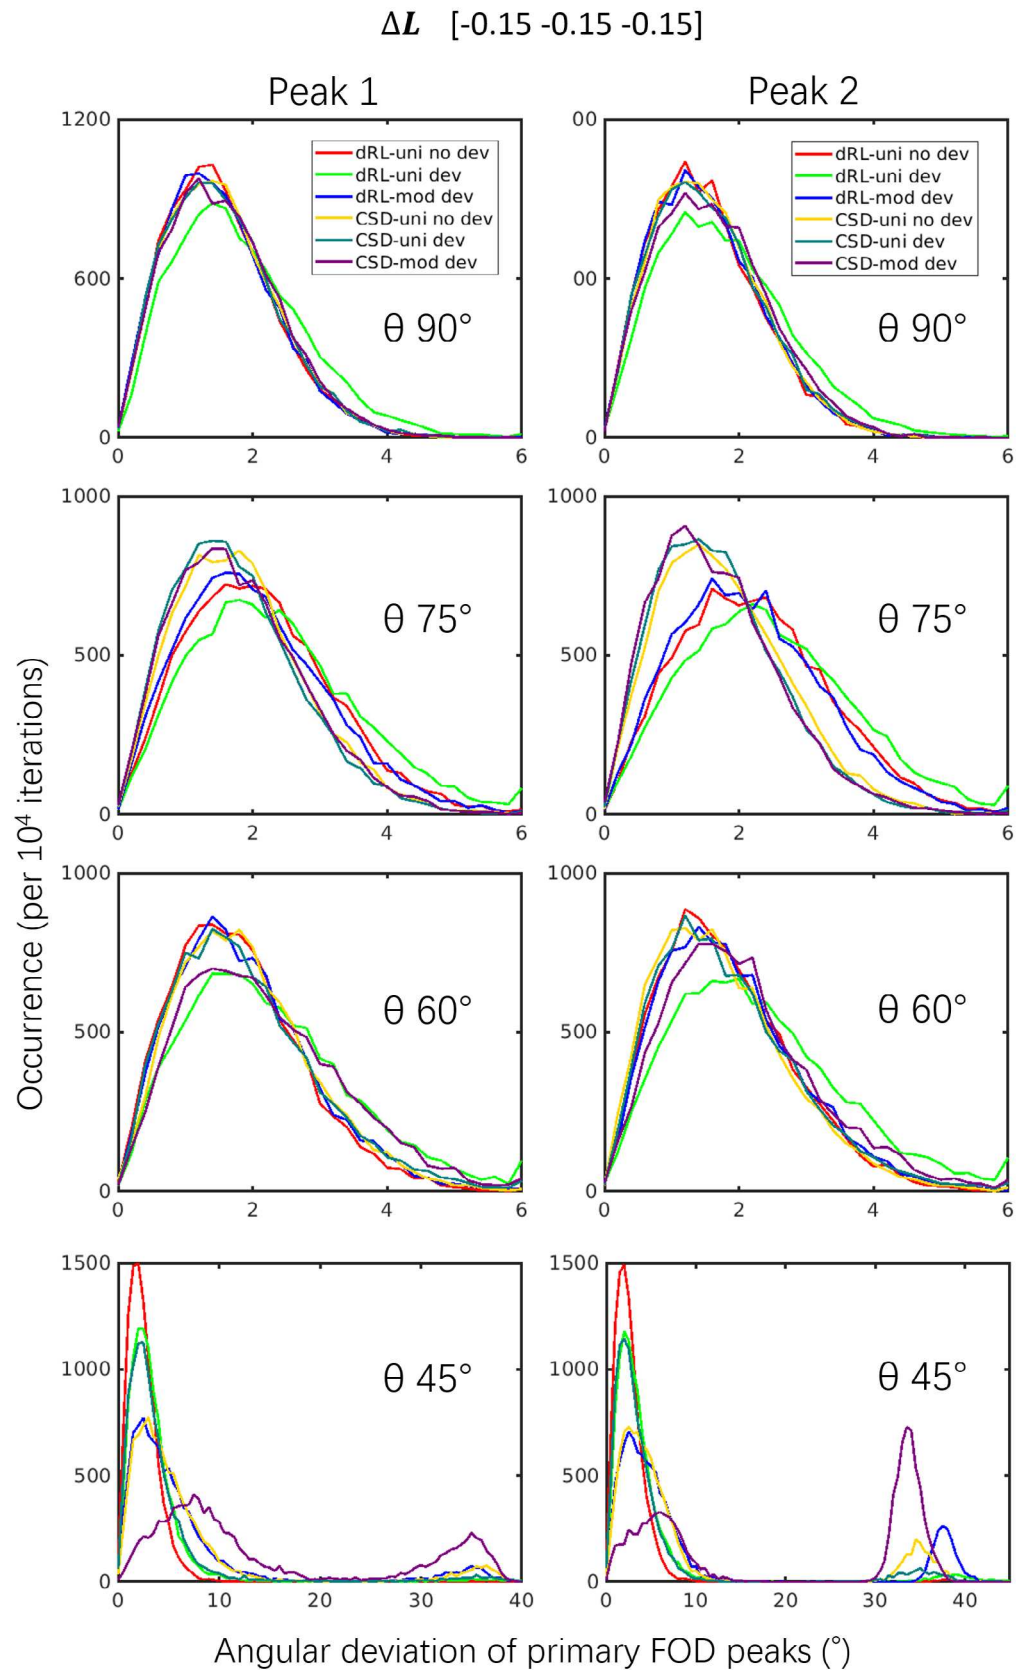 ΔL [-0.15 -0.15 -0.15]
Peak 1
Peak 2
1200
600
0
0 2 4 6
dRL-uni no dev
dRL-uni dev
dRL-mod dev
CSD-uni no dev
CSD-uni dev
CSD-mod dev
θ 90°
00
00
0
0 2 4 6
dRL-uni no dev
dRL-uni dev
dRL-mod dev
CSD-uni no dev
CSD-uni dev
CSD-mod dev
θ 90°
1000
500
0
0 2 4 6
θ 75°
1000
500
0
0 2 4 6
θ 75°
Occurrence (per 10⁴ iterations)
1000
500
0
0 2 4 6
θ 60°
1000
500
0
0 2 4 6
θ 60°
1500
1000
500
0
0 10 20 30 40
θ 45°
1500
1000
500
0
0 10 20 30 40
θ 45°
Angular deviation of primary FOD peaks (°)